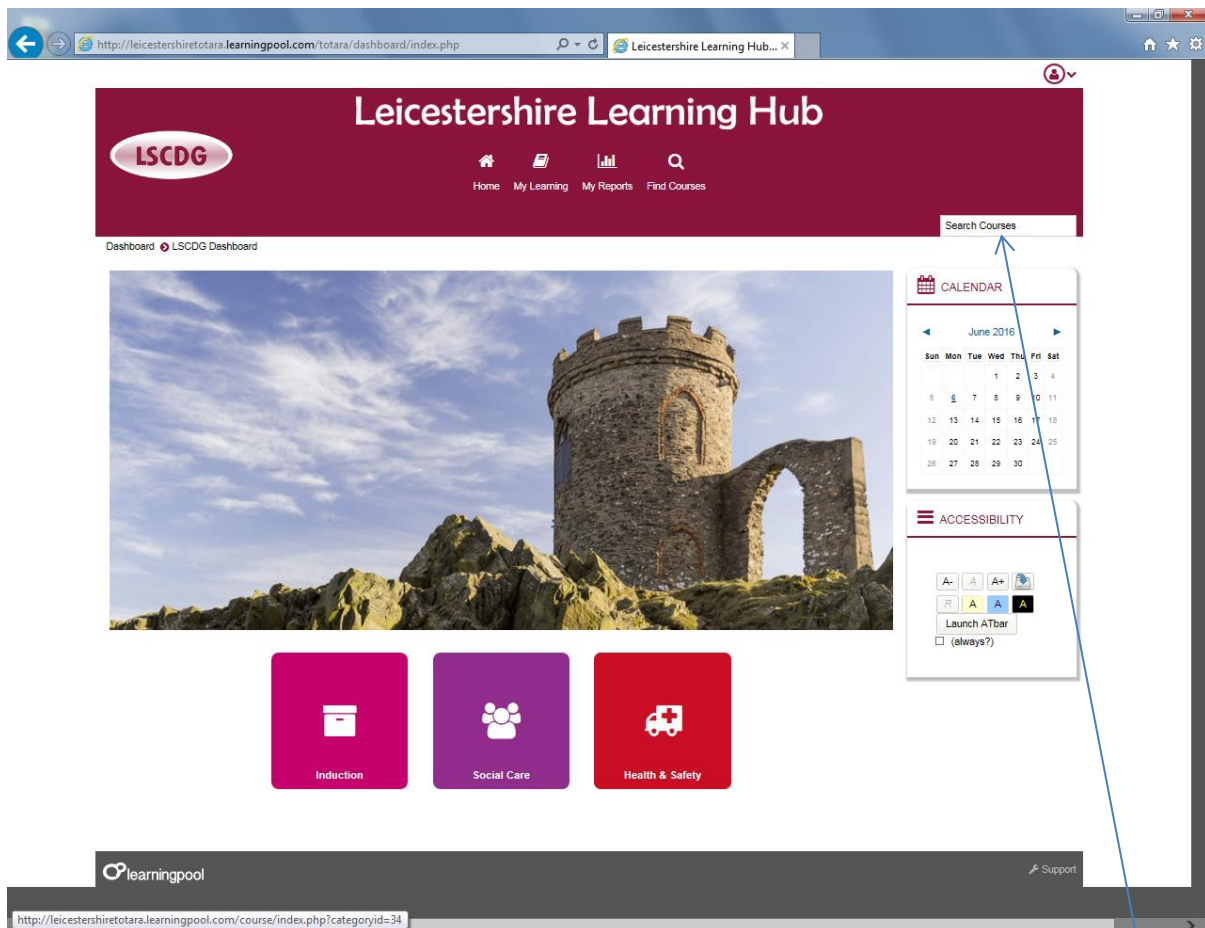 http://leicestershiretotara.learningpool.com/totara/dashboard/index.php
Leicestershire Learning Hub...
Leicestershire Learning Hub
LSCDG
Home My Learning My Reports Find Courses
Search Courses
Dashboard LSCDG Dashboard
CALENDAR
June 2016
Sun Mon Tue Wed Thu Fri Sat
1 2 3 4
5 6 7 8 9 10 11
12 13 14 15 16 17 18
19 20 21 22 23 24 25
26 27 28 29 30
ACCESSIBILITY
A- A A+
R A A A
Launch ATbar
(always?)
Induction Social Care Health & Safety
learningpool
Support
http://leicestershiretotara.learningpool.com/course/index.php?categoryid=34